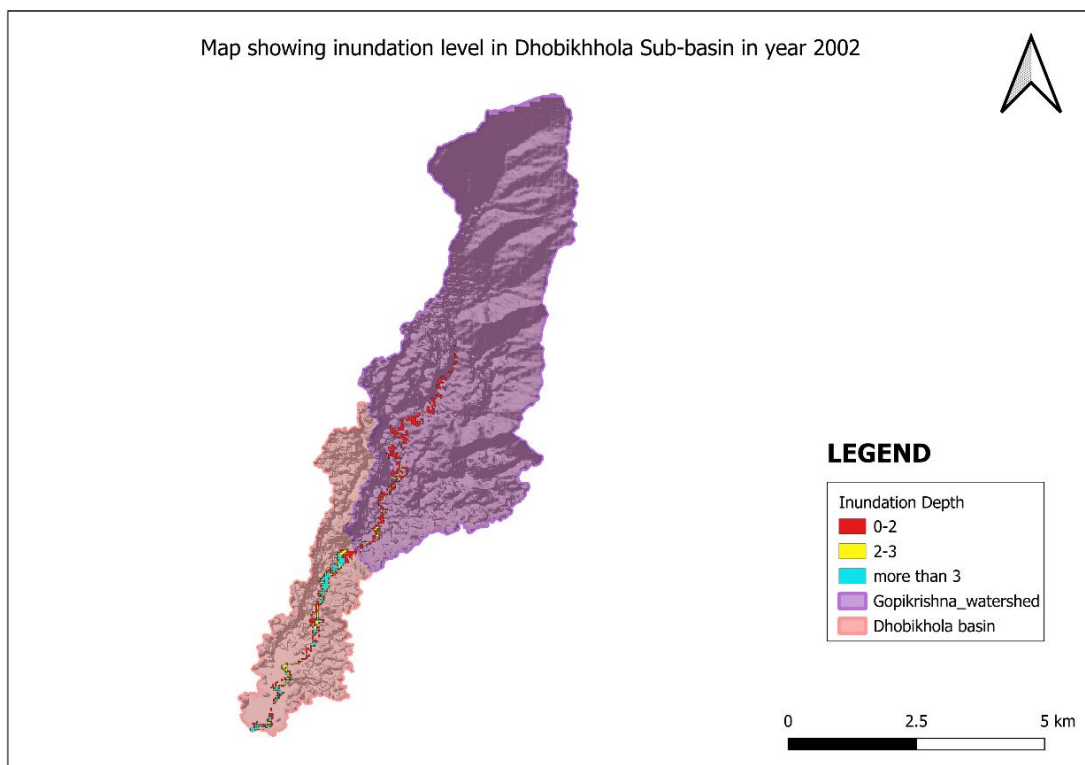 Map showing inundation level in Dhobikhhola Sub-basin in year 2002
LEGEND
Inundation Depth
0-2
2-3
more than 3
Gopikrishna_watershed
Dhobikhola basin
0 2.5 5 km